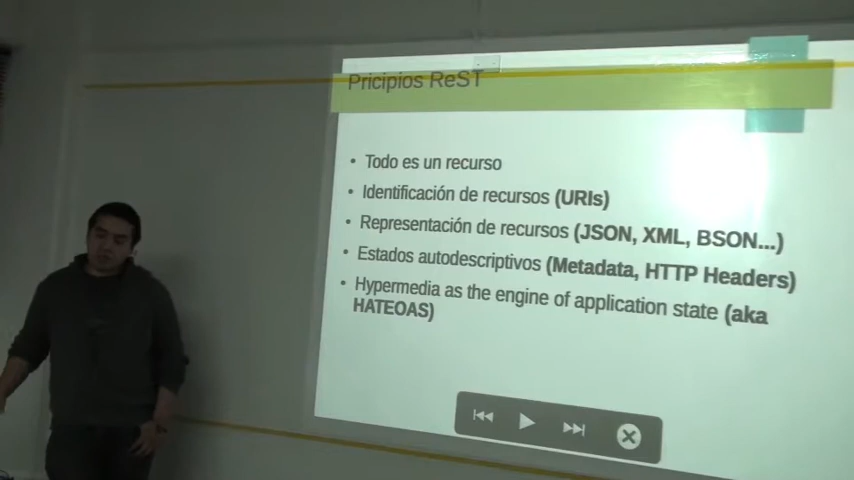 Pricipios ReST
• Todo es un recurso
• Identificación de recursos (URIs)
• Representación de recursos (JSON, XML, BSON...)
• Estados autodescriptivos (Metadata, HTTP Headers)
• Hypermedia as the engine of application state (aka
HATEOAS)